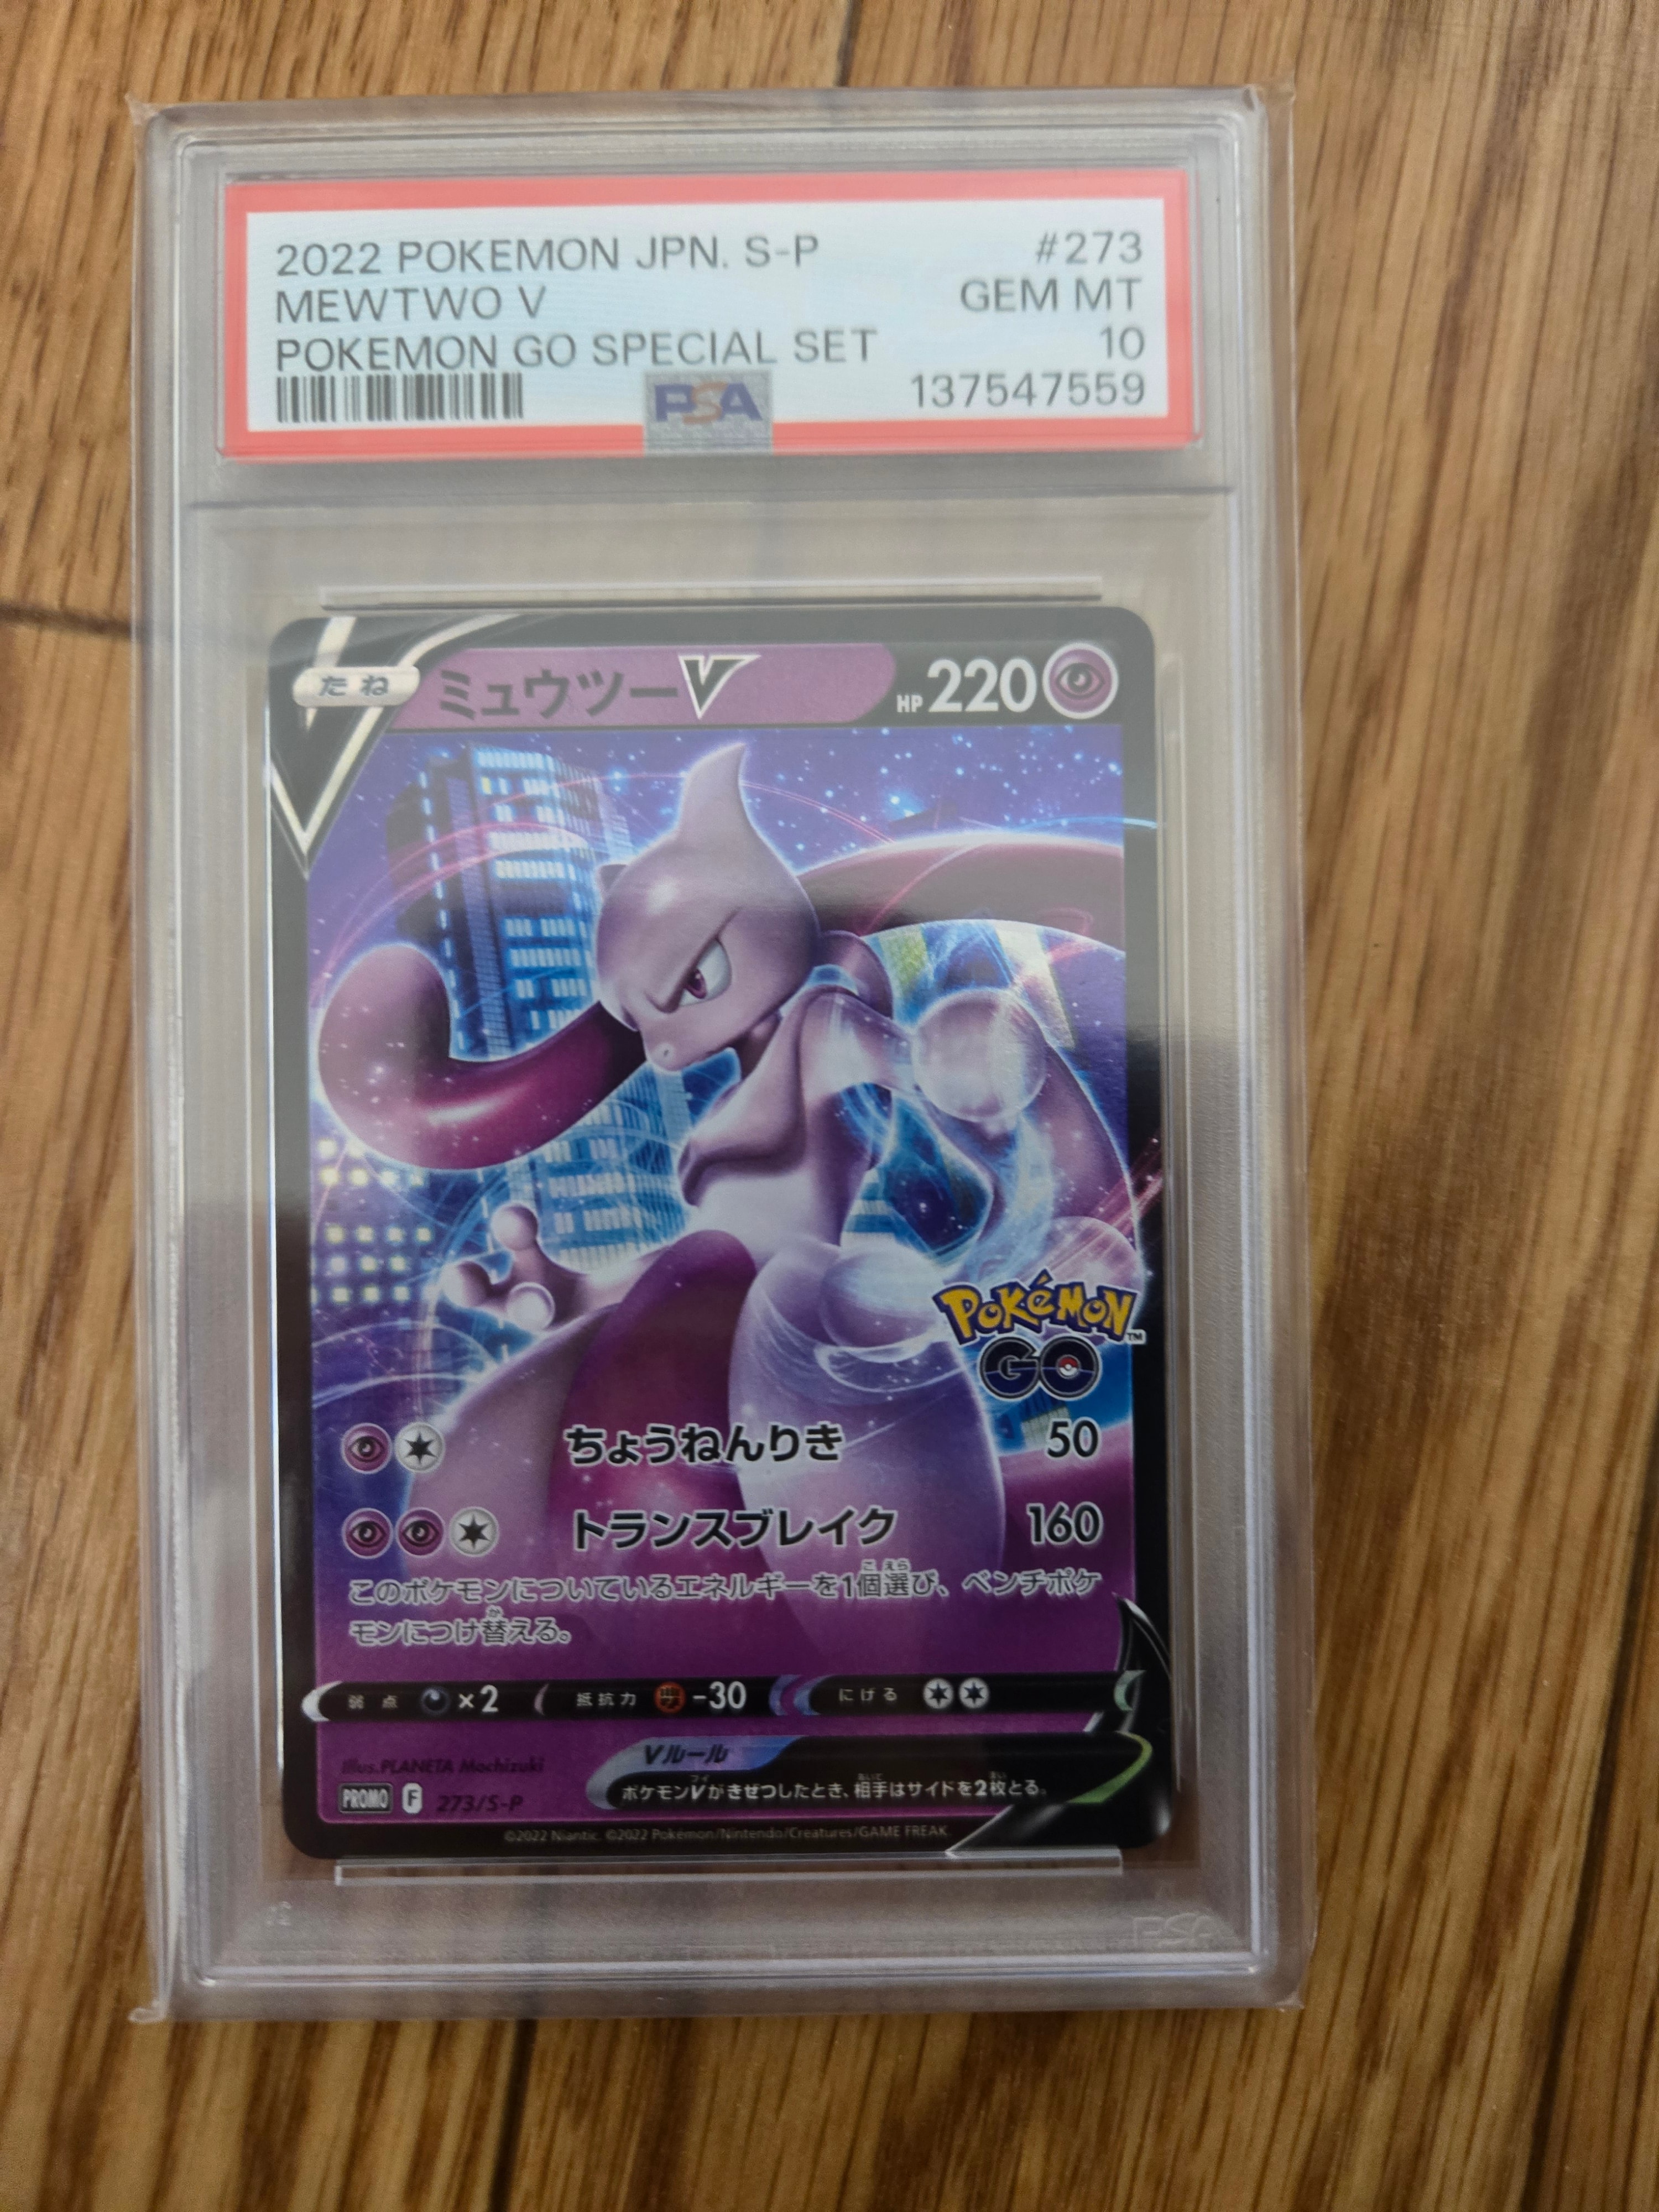 2022 POKEMON JPN. S-P #273
MEWTWO V GEM MT
POKEMON GO SPECIAL SET 10
PSA 137547559
たね ミュウツーV HP 220
Pokémon™
GO
ちょうねんりき 50
トランスブレイク 160
このポケモンについているエネルギーを1個選び、ベンチポケ
モンにつけ替える。
弱点 ×2 抵抗力 -30 にげる
Illus.PLANETA Mochizuki
Vルール
ポケモンVがきぜつしたとき、相手はサイドを2枚とる。
PROMO F 273/S-P
©2022 Niantic. ©2022 Pokémon/Nintendo/Creatures/GAME FREAK.
PSA